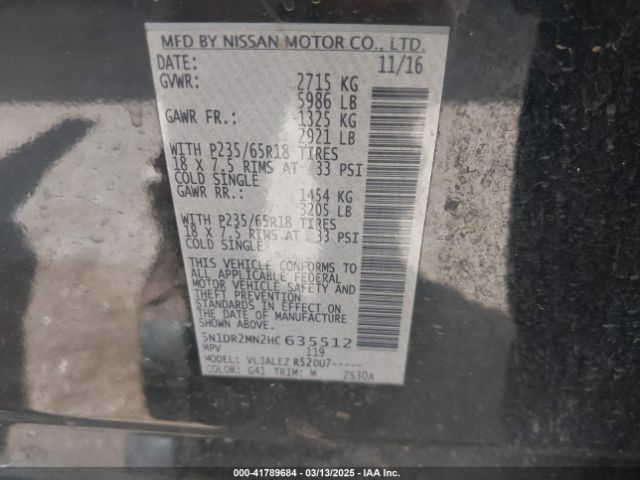 MFD BY NISSAN MOTOR CO., LTD.
DATE: 11/16
GVWR: 2715 KG
5986 LB
GAWR FR.: 1325 KG
2921 LB
WITH P235/65R18 TIRES
18 X 7.5 RIMS AT 33 PSI
COLD SINGLE
GAWR RR.: 1454 KG
3205 LB
WITH P235/65R18 TIRES
18 X 7.5 RIMS AT 33 PSI
COLD SINGLE
THIS VEHICLE CONFORMS TO
ALL APPLICABLE FEDERAL
MOTOR VEHICLE SAFETY AND
THEFT PREVENTION
STANDARDS IN EFFECT ON
THE DATE OF MANUFACTURE
SHOWN ABOVE.
5N1DR2MN2HC 635512
MPV 119
MODEL: VLJALEZ R520U7-----
COLOR: G41 TRIM: M 2S30A
000-41789684 / 03/13/2025 - IAA Inc.